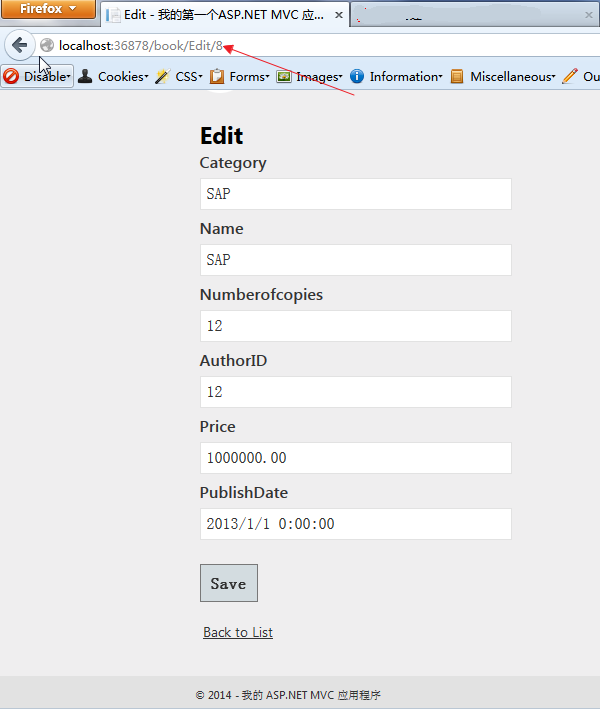 Firefox
Edit - 我的第一个ASP.NET MVC 应...
localhost:36878/book/Edit/8
Disable Cookies CSS Forms Images Information Miscellaneous Ou
Edit
Category
SAP
Name
SAP
Numberofcopies
12
AuthorID
12
Price
1000000.00
PublishDate
2013/1/1 0:00:00
Save
Back to List
© 2014 - 我的 ASP.NET MVC 应用程序